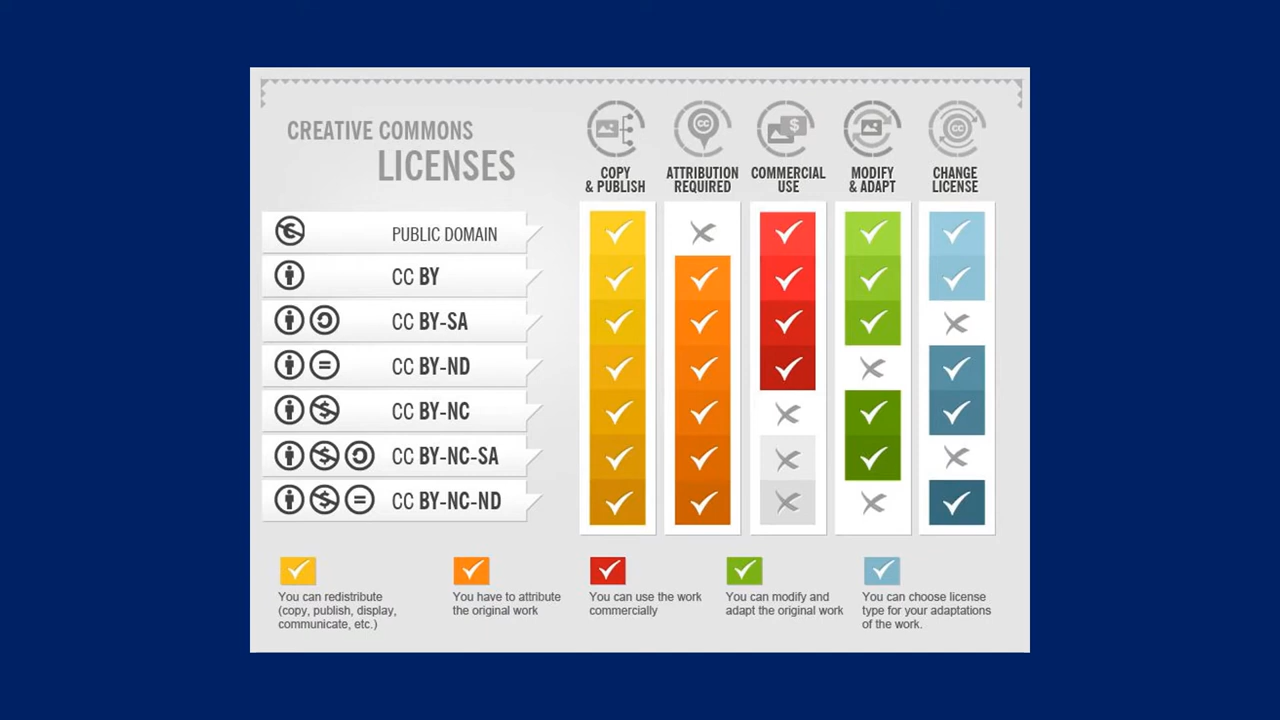 CREATIVE COMMONS
LICENSES
COPY
& PUBLISH
ATTRIBUTION
REQUIRED
COMMERCIAL
USE
MODIFY
& ADAPT
CHANGE
LICENSE
PUBLIC DOMAIN
CC BY
CC BY-SA
CC BY-ND
CC BY-NC
CC BY-NC-SA
CC BY-NC-ND
You can redistribute
(copy, publish, display,
communicate, etc.)
You have to attribute
the original work
You can use the work
commercially
You can modify and
adapt the original work
You can choose license
type for your adaptations
of the work.